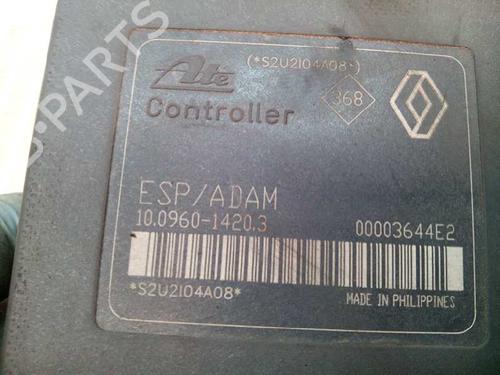 B-PARTS
(*S2U2I04A08*)
Ate
368
Controller
ESP/ADAM
10.0960-1420.3
00003644E2
*S2U2I04A08*
MADE IN PHILIPPINES